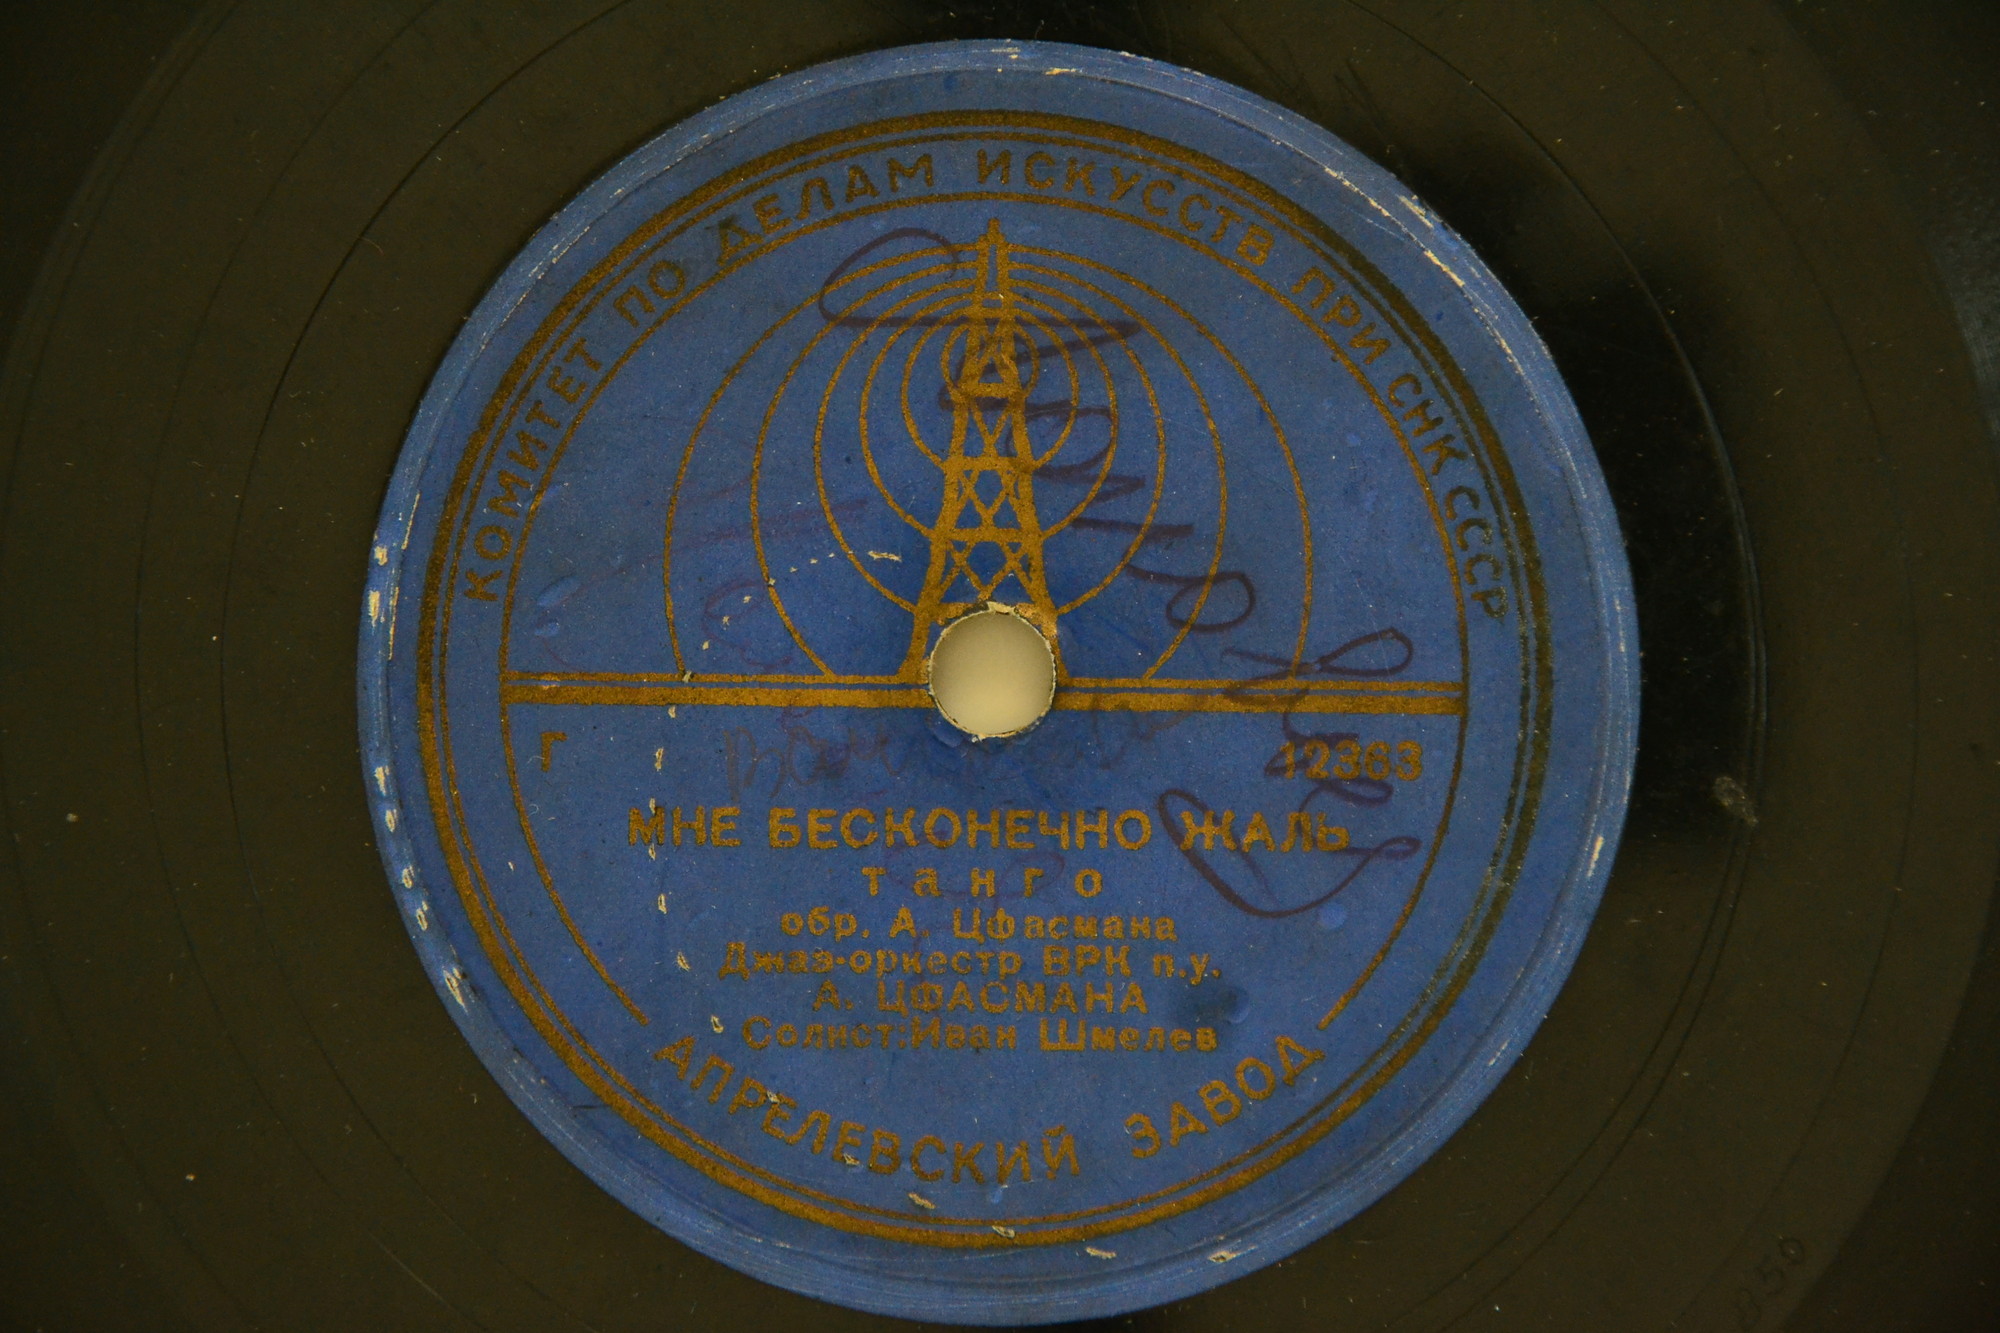 КОМИТЕТ ПО ДЕЛАМ ИСКУССТВ ПРИ СНК СССР
Г 12363
МНЕ БЕСКОНЕЧНО ЖАЛЬ
танго
обр. А. Цфасмана
Джаз-оркестр ВРК п.у.
А. ЦФАСМАНА
Солист: Иван Шмелев
АПРЕЛЕВСКИЙ ЗАВОД